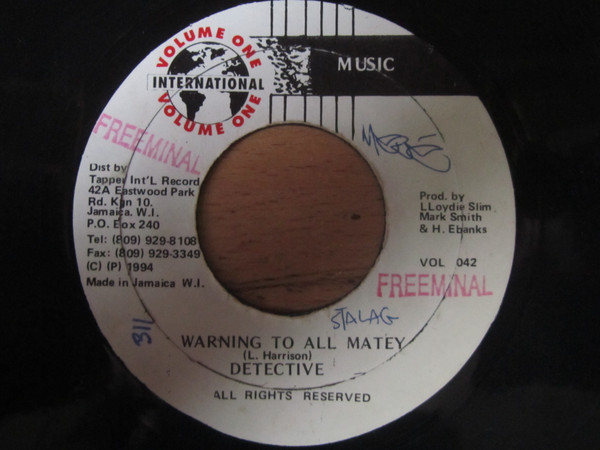 VOLUME ONE
INTERNATIONAL
VOLUME ONE
MUSIC
FREEMINAL
Dist by
Tapper Int'L Record
42A Eastwood Park
Rd. Kgn 10.
Jamaica. W.I.
P.O. Box 240
Tel: (809) 929-8108
Fax: (809) 929-3349
(C) (P) 1994
Made in Jamaica W.I.
Prod. by
LLoydie Slim
Mark Smith
& H. Ebanks
VOL 042
FREEMINAL
STALAG
WARNING TO ALL MATEY
(L. Harrison)
DETECTIVE
ALL RIGHTS RESERVED